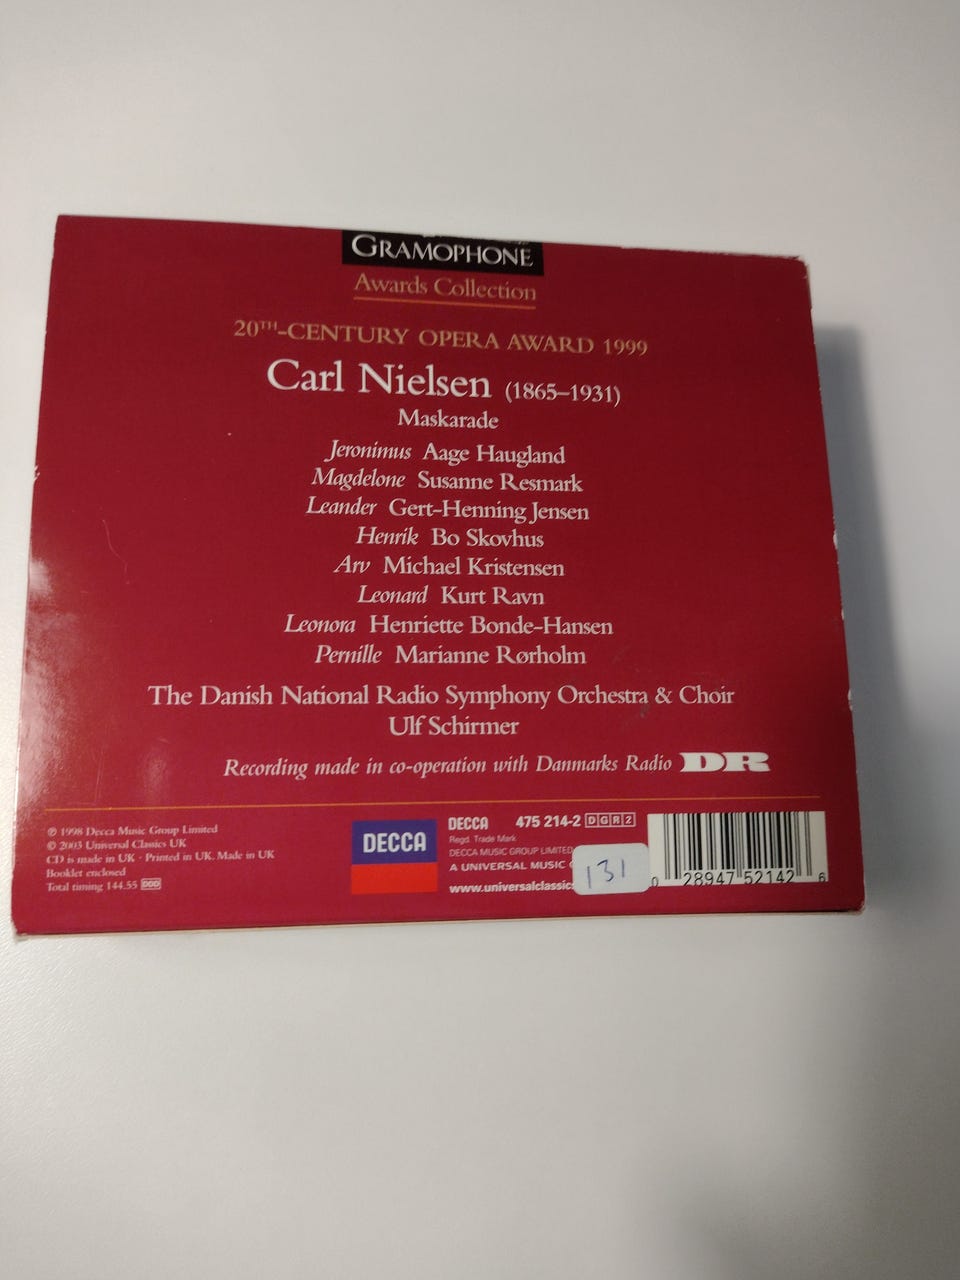 GRAMOPHONE
Awards Collection
20TH-CENTURY OPERA AWARD 1999
Carl Nielsen (1865–1931)
Maskarade
Jeronimus Aage Haugland
Magdelone Susanne Resmark
Leander Gert-Henning Jensen
Henrik Bo Skovhus
Arv Michael Kristensen
Leonard Kurt Ravn
Leonora Henriette Bonde-Hansen
Pernille Marianne Rørholm
The Danish National Radio Symphony Orchestra & Choir
Ulf Schirmer
Recording made in co-operation with Danmarks Radio DR
℗ 1998 Decca Music Group Limited
© 2003 Universal Classics UK
CD is made in UK · Printed in UK. Made in UK
Booklet enclosed
Total timing 144.55 DDD
DECCA
DECCA 475 214-2 DGR2
Regd. Trade Mark
DECCA MUSIC GROUP LIMITED
A UNIVERSAL MUSIC
www.universalclassics
131
0 28947 52142 6